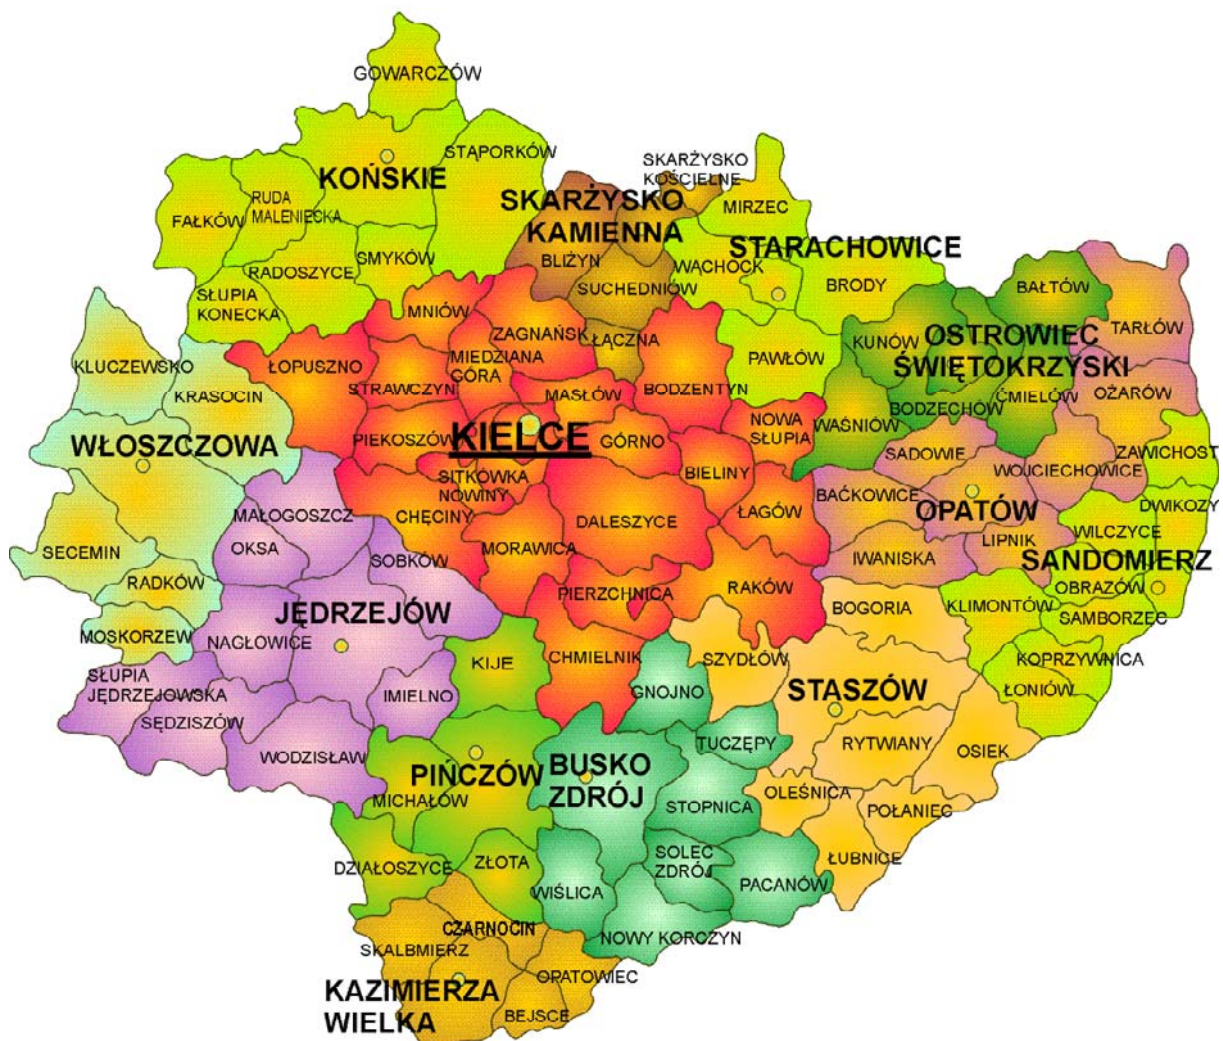 GOWARCZÓW
STĄPORKÓW
KOŃSKIE
RUDA
MALENIECKA
FAŁKÓW
SMYKÓW
RADOSZYCE
SŁUPIA
KONECKA
SKARŻYSKO
KOŚCIELNE
SKARŻYSKO
KAMIENNA
BLIŻYN
SUCHEDNIÓW
ŁĄCZNA
MIRZEC
STARACHOWICE
WĄCHOCK
BRODY
PAWŁÓW
BAŁTÓW
KUNÓW
OSTROWIEC
ŚWIĘTOKRZYSKI
BODZECHÓW
ĆMIELÓW
WAŚNIÓW
TARŁÓW
OŻARÓW
SADOWIE
WOJCIECHOWICE
BAĆKOWICE
OPATÓW
LIPNIK
IWANISKA
ZAWICHOST
DWIKOZY
WILCZYCE
SANDOMIERZ
OBRAZÓW
KLIMONTÓW
SAMBORZEC
KOPRZYWNICA
ŁONIÓW
KLUCZEWSKO
KRASOCIN
WŁOSZCZOWA
SECEMIN
RADKÓW
MOSKORZEW
MNIÓW
ZAGNAŃSK
ŁOPUSZNO
MIEDZIANA
GÓRA
STRAWCZYN
MASŁÓW
BODZENTYN
PIEKOSZÓW
KIELCE
GÓRNO
NOWA
SŁUPIA
SITKÓWKA
NOWINY
BIELINY
CHĘCINY
MORAWICA
DALESZYCE
ŁAGÓW
PIERZCHNICA
RAKÓW
CHMIELNIK
MAŁOGOSZCZ
OKSA
SOBKÓW
JĘDRZEJÓW
NAGŁOWICE
IMIELNO
SŁUPIA
JĘDRZEJOWSKA
SĘDZISZÓW
WODZISŁAW
KIJE
PIŃCZÓW
MICHAŁÓW
DZIAŁOSZYCE
ZŁOTA
GNOJNO
BUSKO
ZDRÓJ
TUCZĘPY
STOPNICA
SOLEC
ZDRÓJ
WIŚLICA
PACANÓW
NOWY KORCZYN
BOGORIA
SZYDŁÓW
STASZÓW
RYTWIANY
OSIEK
OLEŚNICA
POŁANIEC
ŁUBNICE
CZARNOCIN
SKALBMIERZ
OPATOWIEC
KAZIMIERZA
WIELKA
BEJSCE